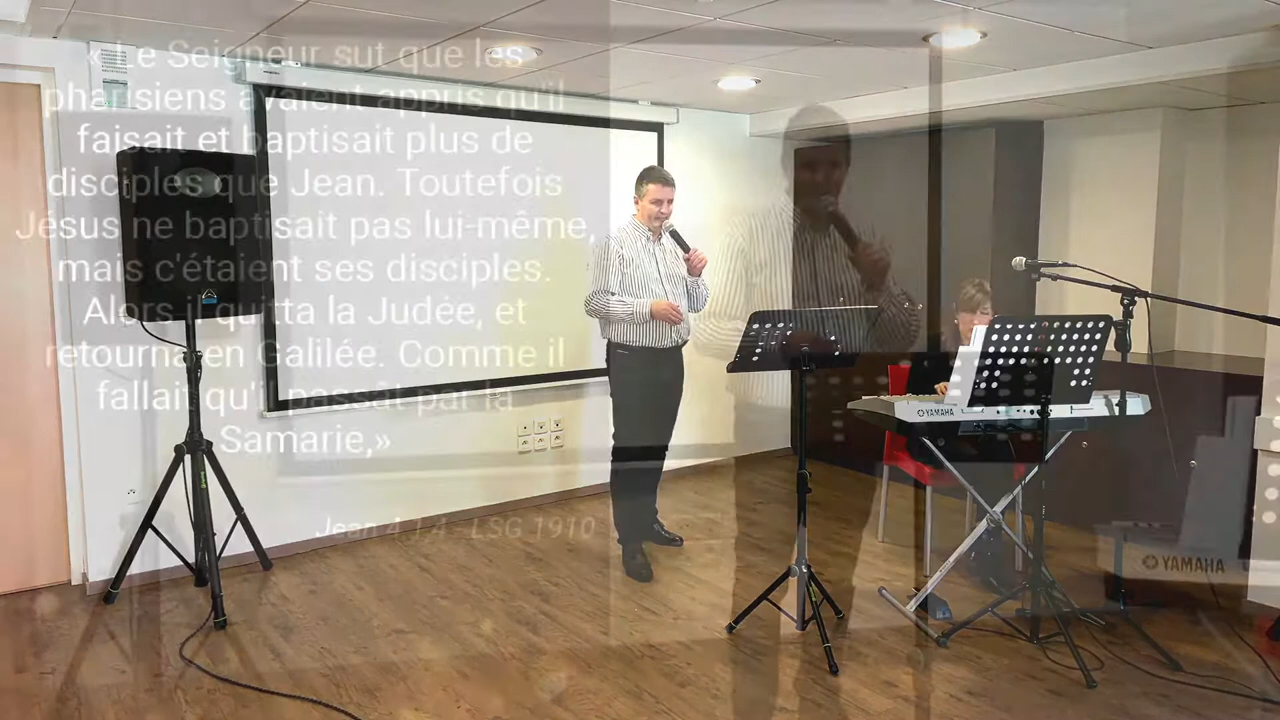 « Le Seigneur sut que les
pharisiens avaient appris qu'il
faisait et baptisait plus de
disciples que Jean. Toutefois
Jésus ne baptisait pas lui-même,
mais c'étaient ses disciples.
Alors il quitta la Judée, et
retourna en Galilée. Comme il
fallait qu'il passât par la
Samarie,»
Jean 4 1.4 - LSG 1910
YAMAHA
YAMAHA